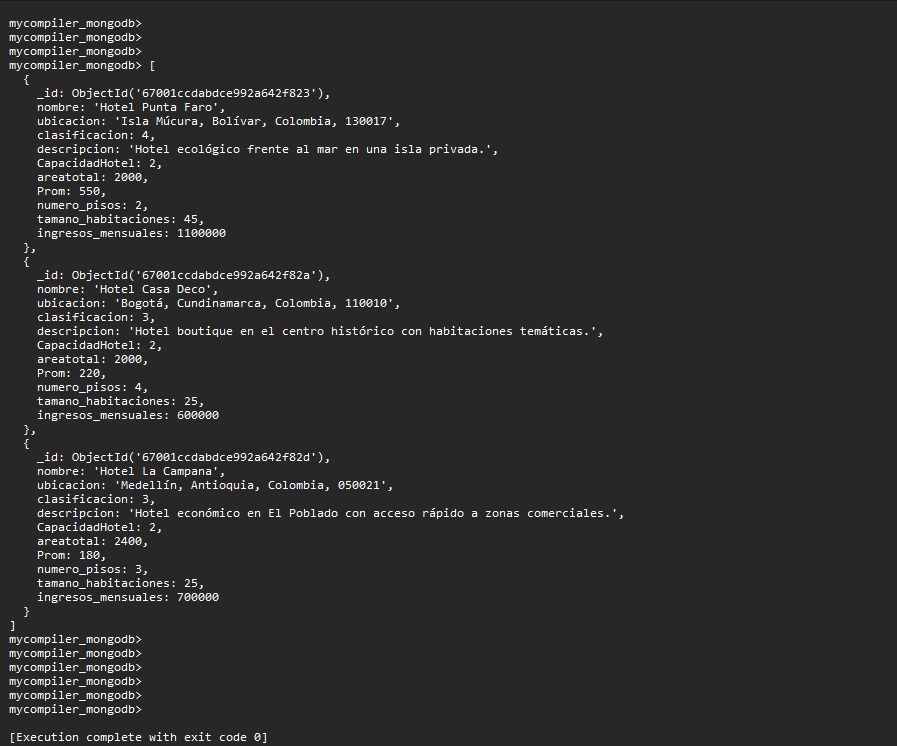 mycompiler_mongodb>
mycompiler_mongodb>
mycompiler_mongodb>
mycompiler_mongodb> [
  {
    _id: ObjectId('67001ccdabdce992a642f823'),
    nombre: 'Hotel Punta Faro',
    ubicacion: 'Isla Múcura, Bolívar, Colombia, 130017',
    clasificacion: 4,
    descripcion: 'Hotel ecológico frente al mar en una isla privada.',
    CapacidadHotel: 2,
    areatotal: 2000,
    Prom: 550,
    numero_pisos: 2,
    tamano_habitaciones: 45,
    ingresos_mensuales: 1100000
  },
  {
    _id: ObjectId('67001ccdabdce992a642f82a'),
    nombre: 'Hotel Casa Deco',
    ubicacion: 'Bogotá, Cundinamarca, Colombia, 110010',
    clasificacion: 3,
    descripcion: 'Hotel boutique en el centro histórico con habitaciones temáticas.',
    CapacidadHotel: 2,
    areatotal: 2000,
    Prom: 220,
    numero_pisos: 4,
    tamano_habitaciones: 25,
    ingresos_mensuales: 600000
  },
  {
    _id: ObjectId('67001ccdabdce992a642f82d'),
    nombre: 'Hotel La Campana',
    ubicacion: 'Medellín, Antioquia, Colombia, 050021',
    clasificacion: 3,
    descripcion: 'Hotel económico en El Poblado con acceso rápido a zonas comerciales.',
    CapacidadHotel: 2,
    areatotal: 2400,
    Prom: 180,
    numero_pisos: 3,
    tamano_habitaciones: 25,
    ingresos_mensuales: 700000
  }
]
mycompiler_mongodb>
mycompiler_mongodb>
mycompiler_mongodb>
mycompiler_mongodb>
mycompiler_mongodb>
mycompiler_mongodb>
[Execution complete with exit code 0]